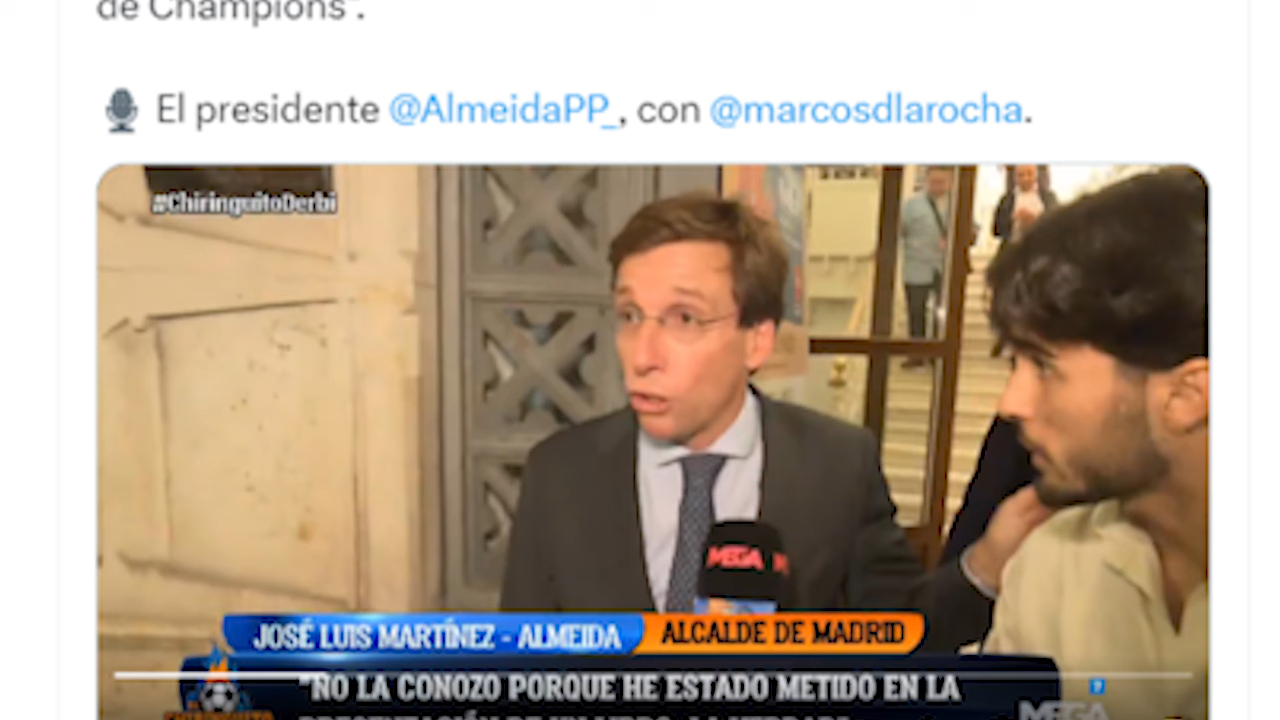 de Champions".
El presidente @AlmeidaPP_, con @marcosdlarocha.
#ChiringuitoDerbi
MEGA
JOSÉ LUIS MARTÍNEZ - ALMEIDA
ALCALDE DE MADRID
"NO LA CONOZO PORQUE HE ESTADO METIDO EN LA
MEGA